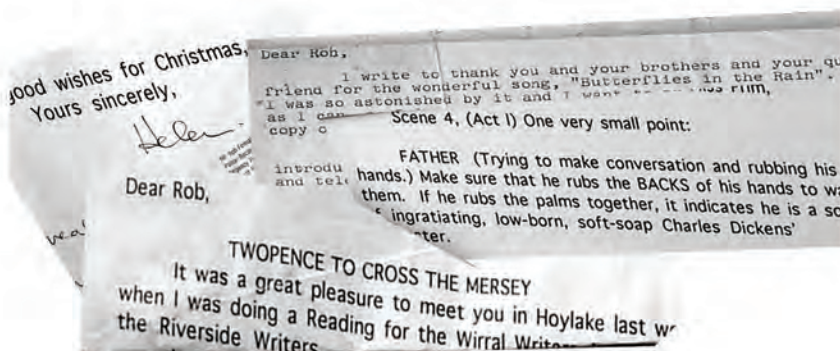 good wishes for Christmas,
Yours sincerely,
Helen
Dear Rob,
I write to thank you and your brothers and your
friend for the wonderful song, "Butterflies in the Rain".
I was so astonished by it and I want
as I can
copy
introdu
and tele
Scene 4, (Act I) One very small point:
FATHER (Trying to make conversation and rubbing his
hands.) Make sure that he rubs the BACKS of his hands to
them. If he rubs the palms together, it indicates he is a
ingratiating, low-born, soft-soap Charles Dickens'
Dear Rob,
TWOPENCE TO CROSS THE MERSEY
It was a great pleasure to meet you in Hoylake last
when I was doing a Reading for the Wirral
the Riverside Writers